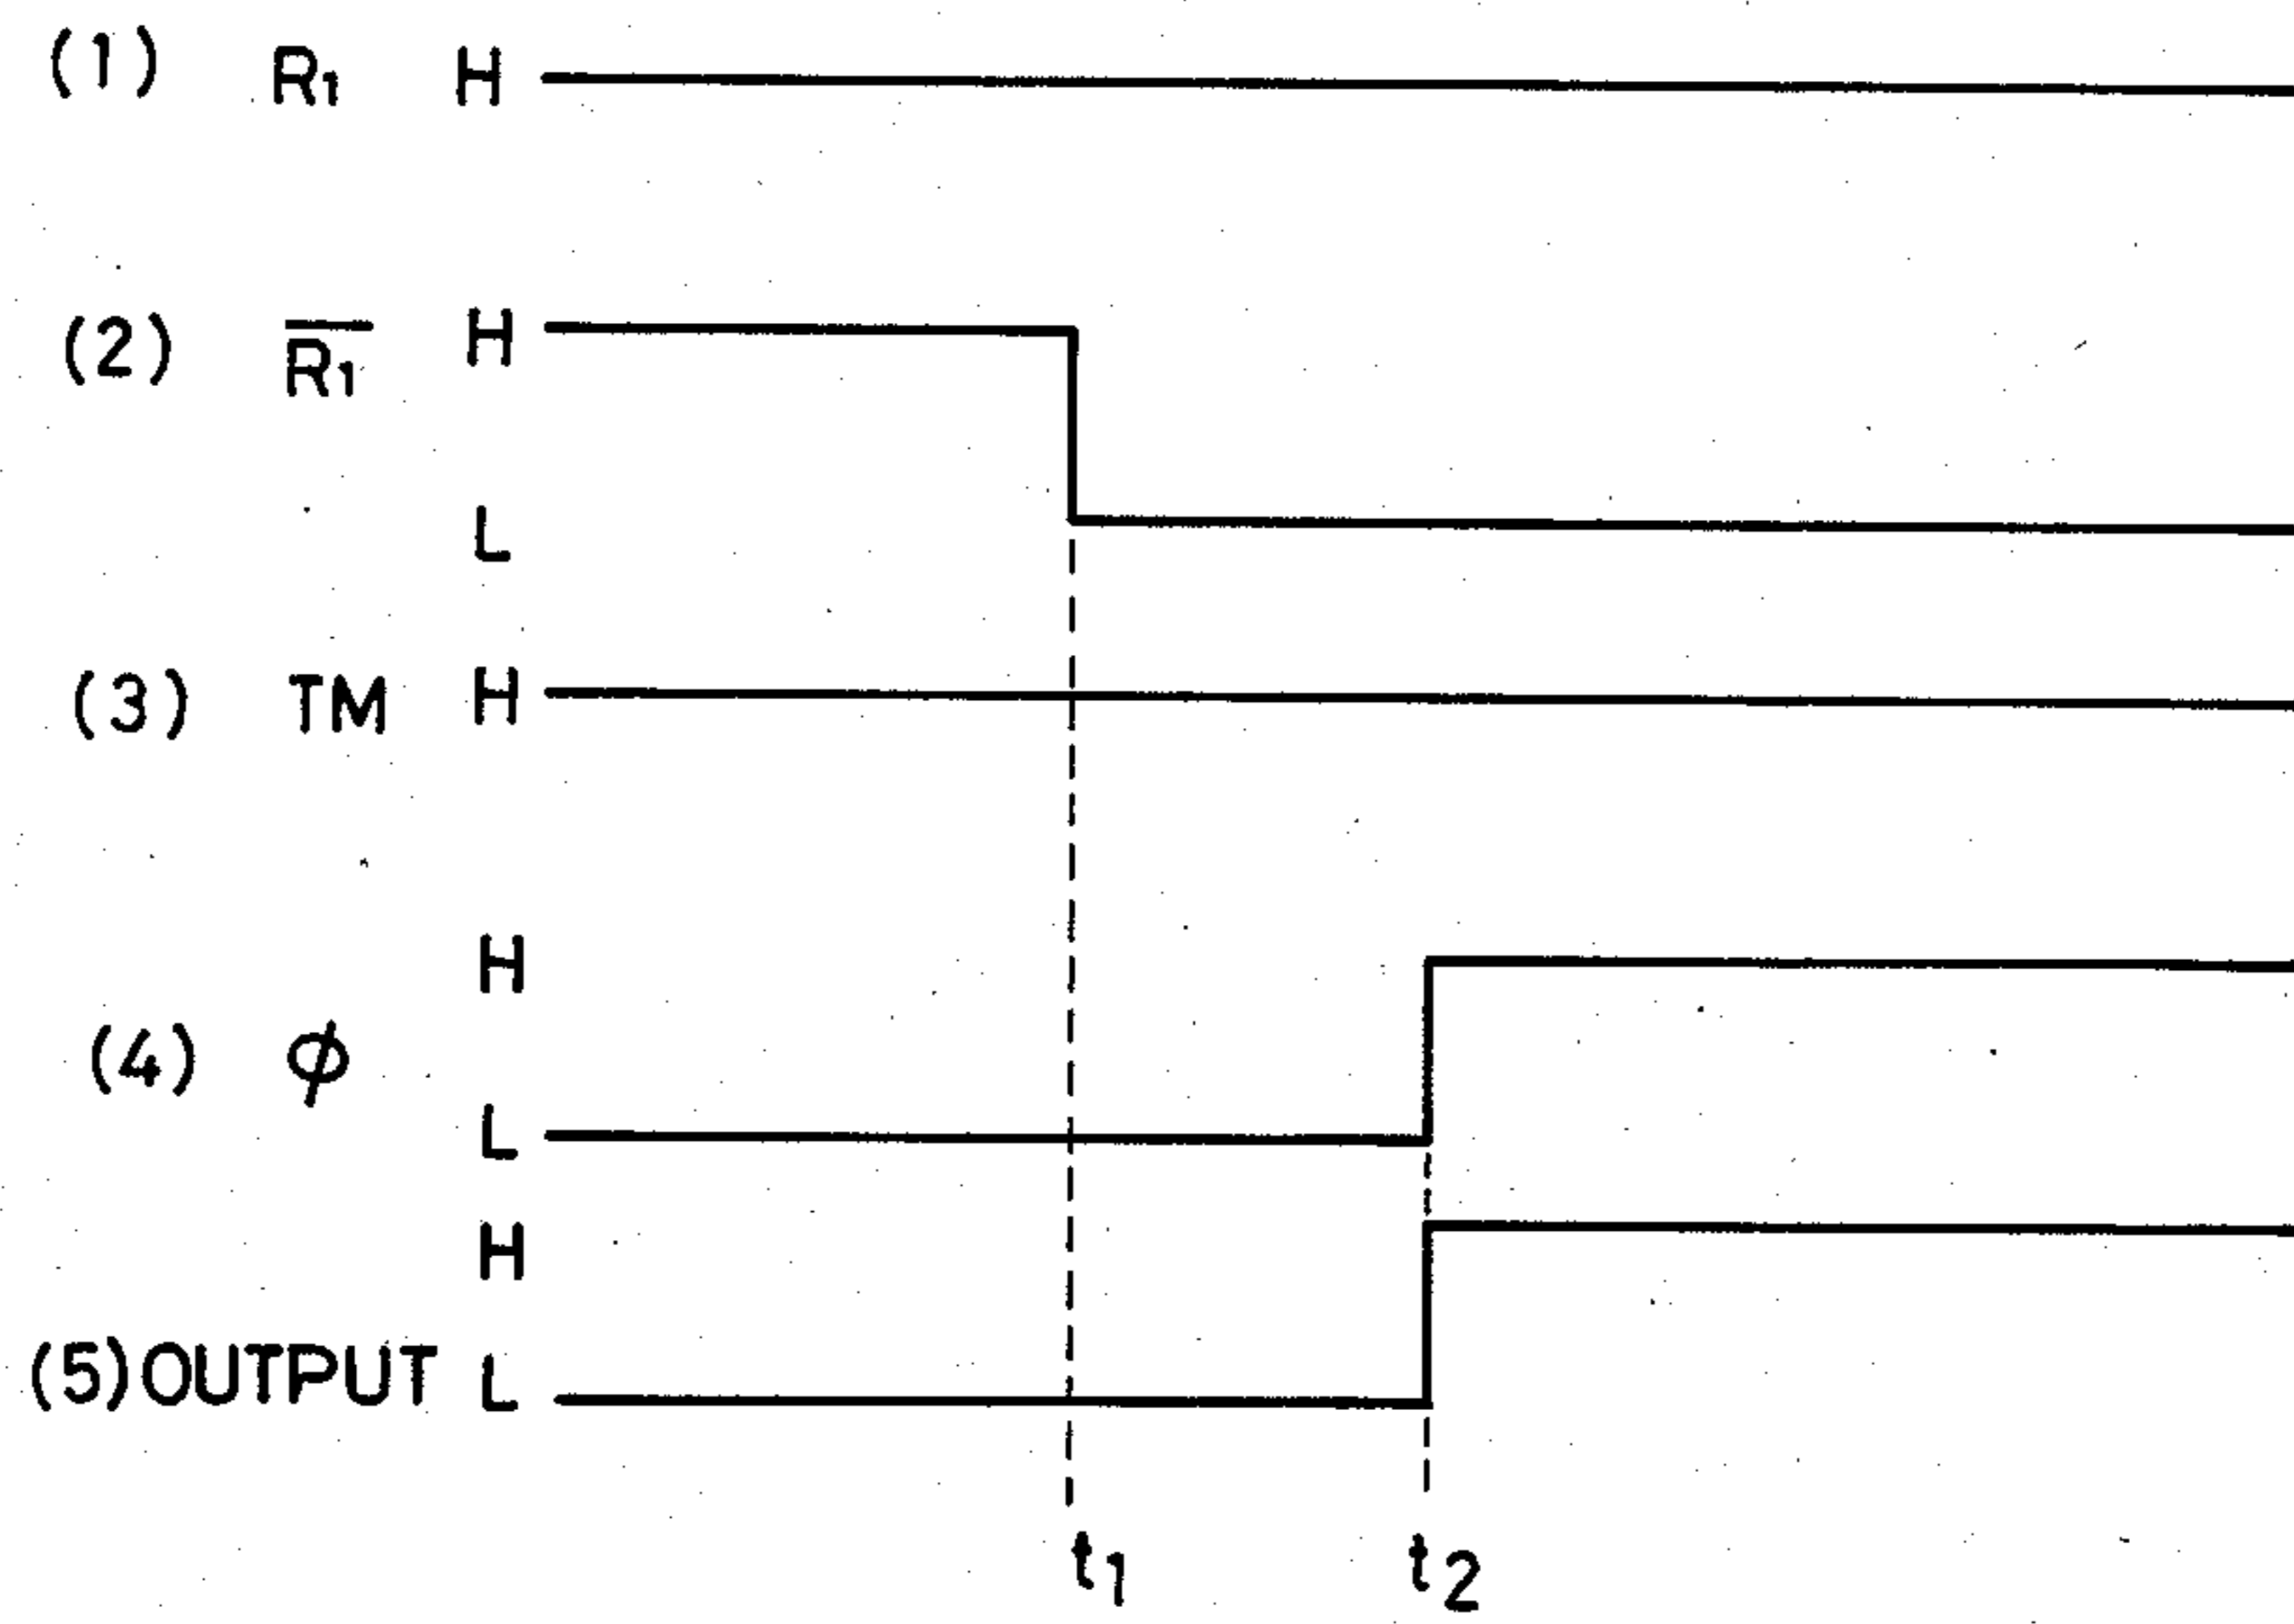 (1) R₁ H
(2) R̅₁ H
L
(3) TM H
H
(4) ϕ
L
H
(5) OUTPUT L
t₁ t₂